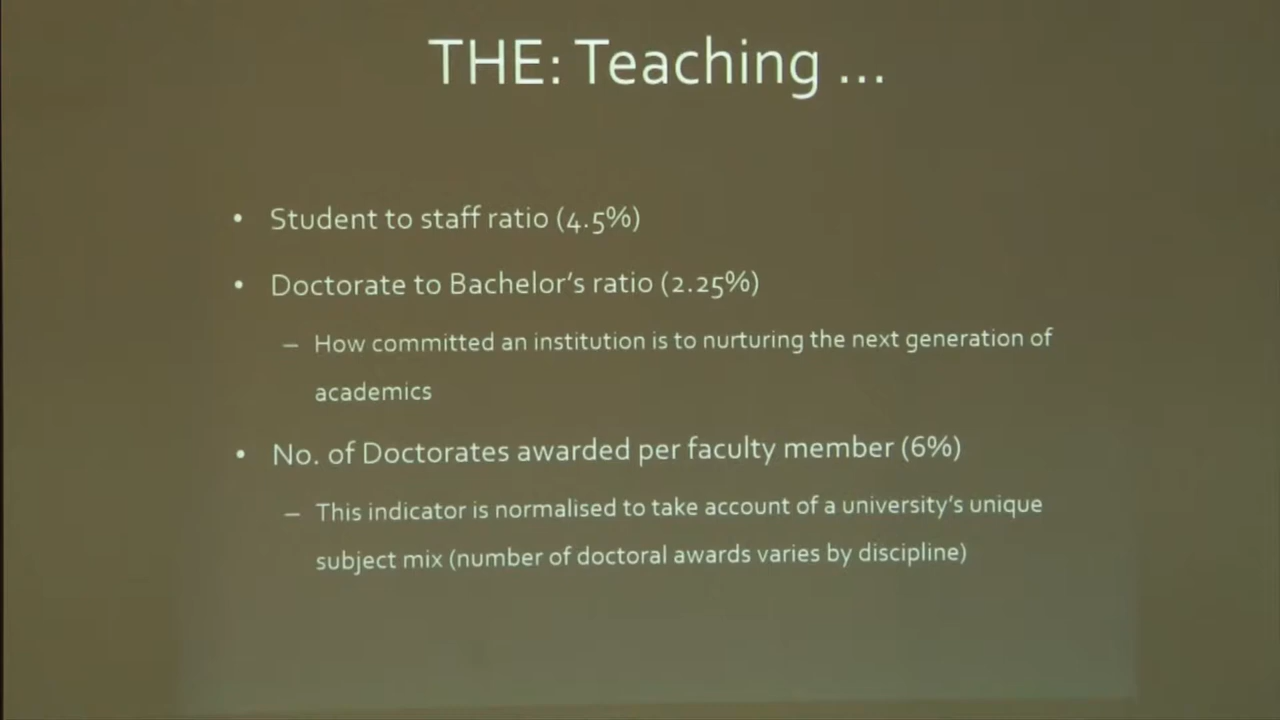 THE: Teaching ...
• Student to staff ratio (4.5%)
• Doctorate to Bachelor's ratio (2.25%)
– How committed an institution is to nurturing the next generation of
academics
• No. of Doctorates awarded per faculty member (6%)
– This indicator is normalised to take account of a university's unique
subject mix (number of doctoral awards varies by discipline)